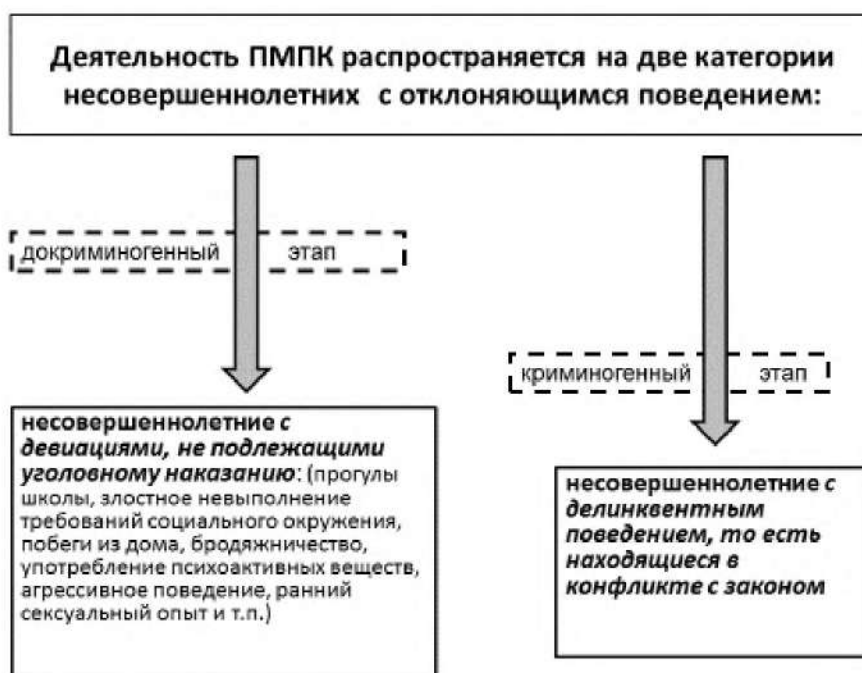 Деятельность ПМПК распространяется на две категории
несовершеннолетних с отклоняющимся поведением:
докриминогенный этап
криминогенный этап
несовершеннолетние с
девиациями, не подлежащими
уголовному наказанию: (прогулы
школы, злостное невыполнение
требований социального окружения,
побеги из дома, бродяжничество,
употребление психоактивных веществ,
агрессивное поведение, ранний
сексуальный опыт и т.п.)
несовершеннолетние с
делинквентным
поведением, то есть
находящиеся в
конфликте с законом